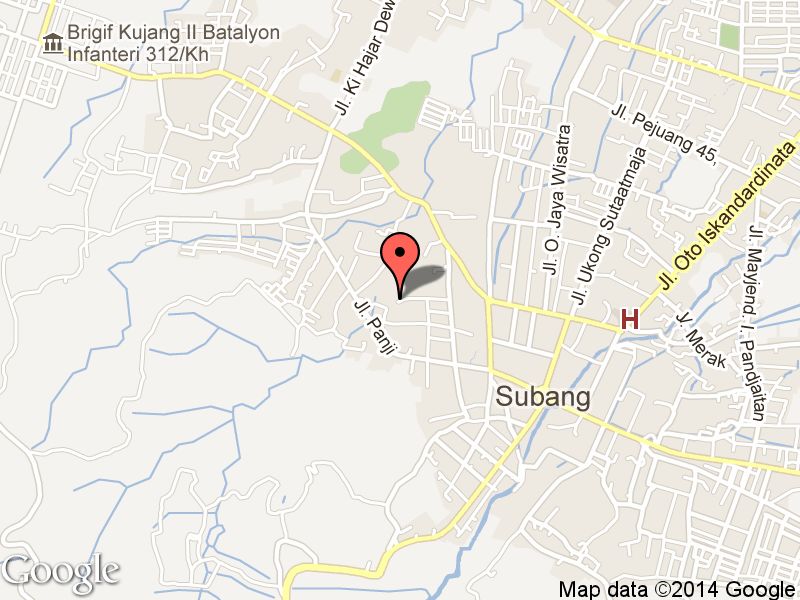 Brigif Kujang II Batalyon
Infanteri 312/Kh
Jl. Ki Hajar Dew
Jl. Pejuang 45,
Jl. O. Jaya Wisatra
Jl. Ukong Sutaatmaja
Jl. Oto Iskandardinata
Jl. Mayjend. I. Pandjaitan
Jl. Panji
H
y. Merak
Subang
Google
Map data ©2014 Google